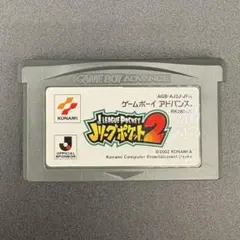 GAME BOY ADVANCE
KONAMI
ゲームボーイ アドバンス
J.LEAGUE POCKET
Jリーグポケット2
OFFICIAL
©2002 KONAMI
Konami Computer Entertainment